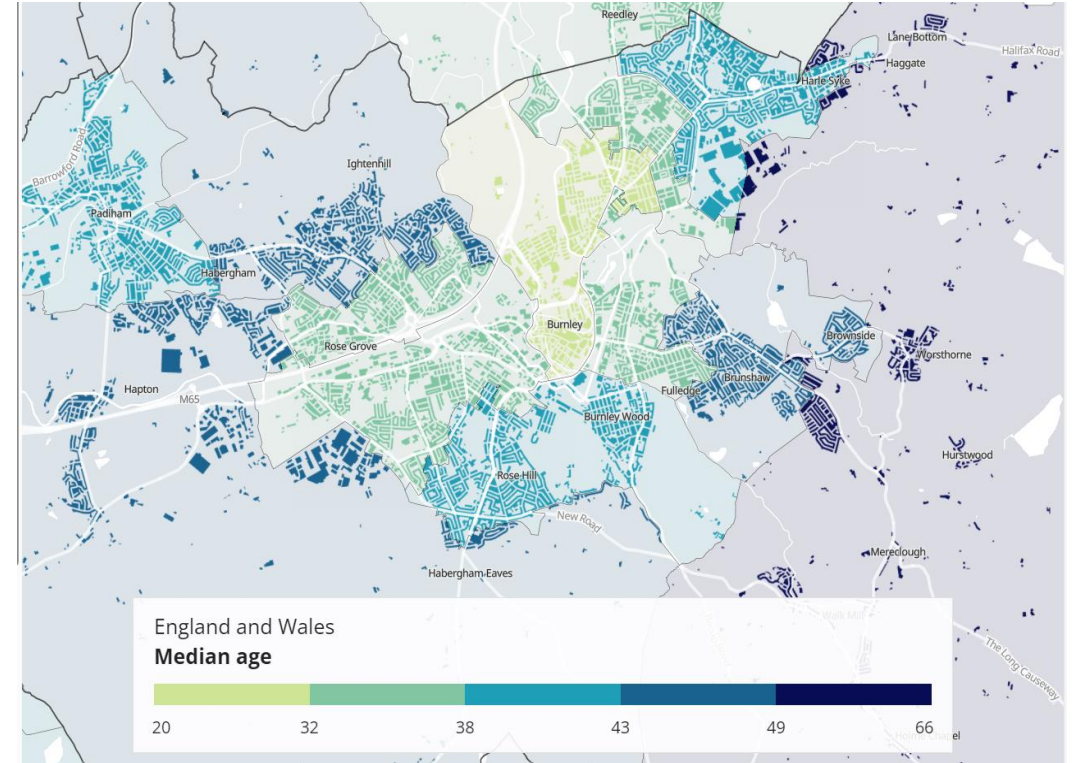 Reedley
Lane Bottom
Halifax Road
Haggate
Harle Syke
Barrowford Road
Ightenhill
Padiham
Habergham
Burnley
Rose Grove
Brownside
Worsthorne
Hapton
M65
Fulledge
Brunshaw
Burnley Wood
Rose Hill
Hurstwood
New Road
Mereclough
Habergham Eaves
Walk Mill
The Long Causeway
England and Wales
Median age
20 32 38 43 49 66